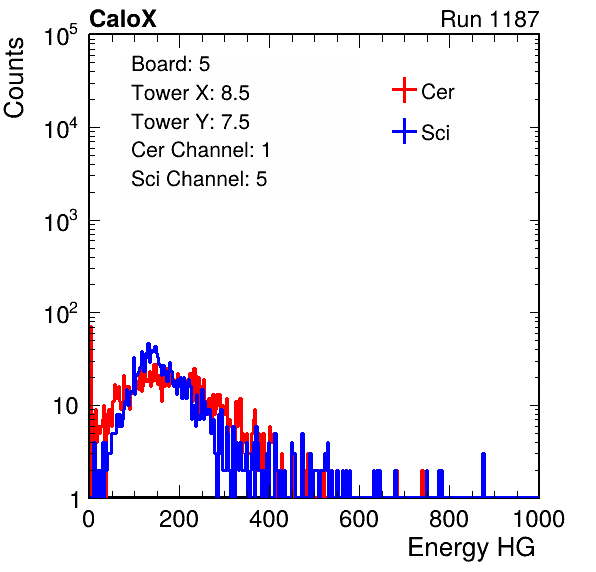 CaloX Run 1187
Counts
10^5
10^4
10^3
10^2
10
1
Board: 5
Tower X: 8.5
Tower Y: 7.5
Cer Channel: 1
Sci Channel: 5
Cer
Sci
0 200 400 600 800 1000
Energy HG